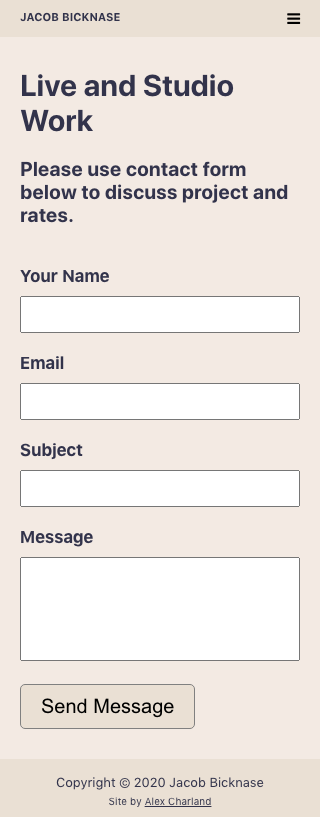 JACOB BICKNASE
Live and Studio
Work
Please use contact form
below to discuss project and
rates.
Your Name
Email
Subject
Message
Send Message
Copyright © 2020 Jacob Bicknase
Site by Alex Charland